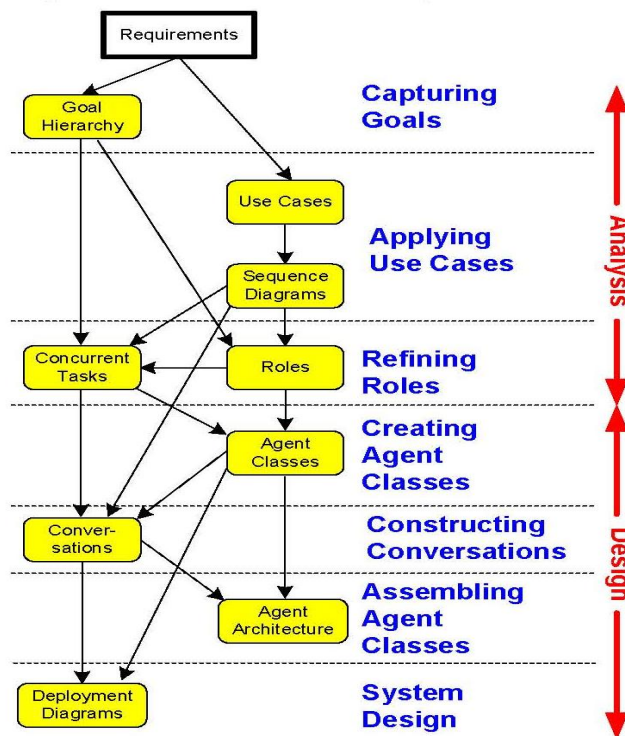 Requirements
Goal
Hierarchy
Capturing
Goals
Use Cases
Applying
Use Cases
Sequence
Diagrams
Analysis
Concurrent
Tasks
Roles
Refining
Roles
Agent
Classes
Creating
Agent
Classes
Conver-
sations
Constructing
Conversations
Design
Agent
Architecture
Assembling
Agent
Classes
Deployment
Diagrams
System
Design